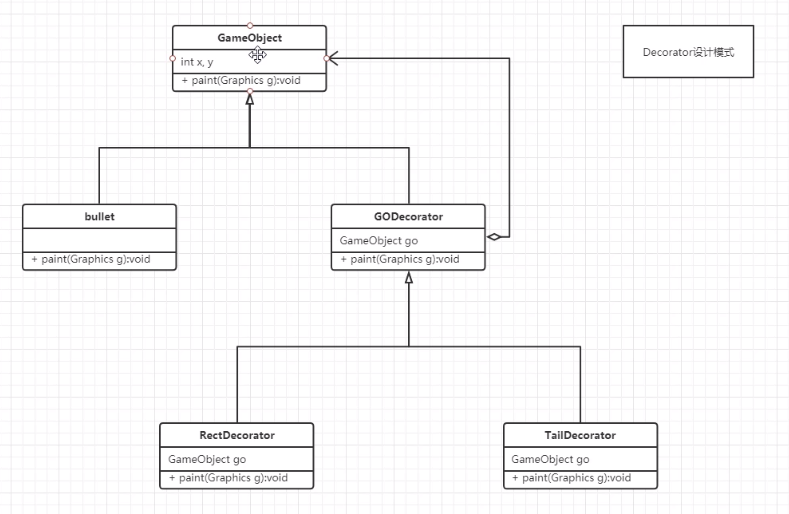 GameObject
int x, y
+ paint(Graphics g):void
Decorator设计模式
bullet
+ paint(Graphics g):void
GODecorator
GameObject go
+ paint(Graphics g):void
RectDecorator
GameObject go
+ paint(Graphics g):void
TailDecorator
GameObject go
+ paint(Graphics g):void